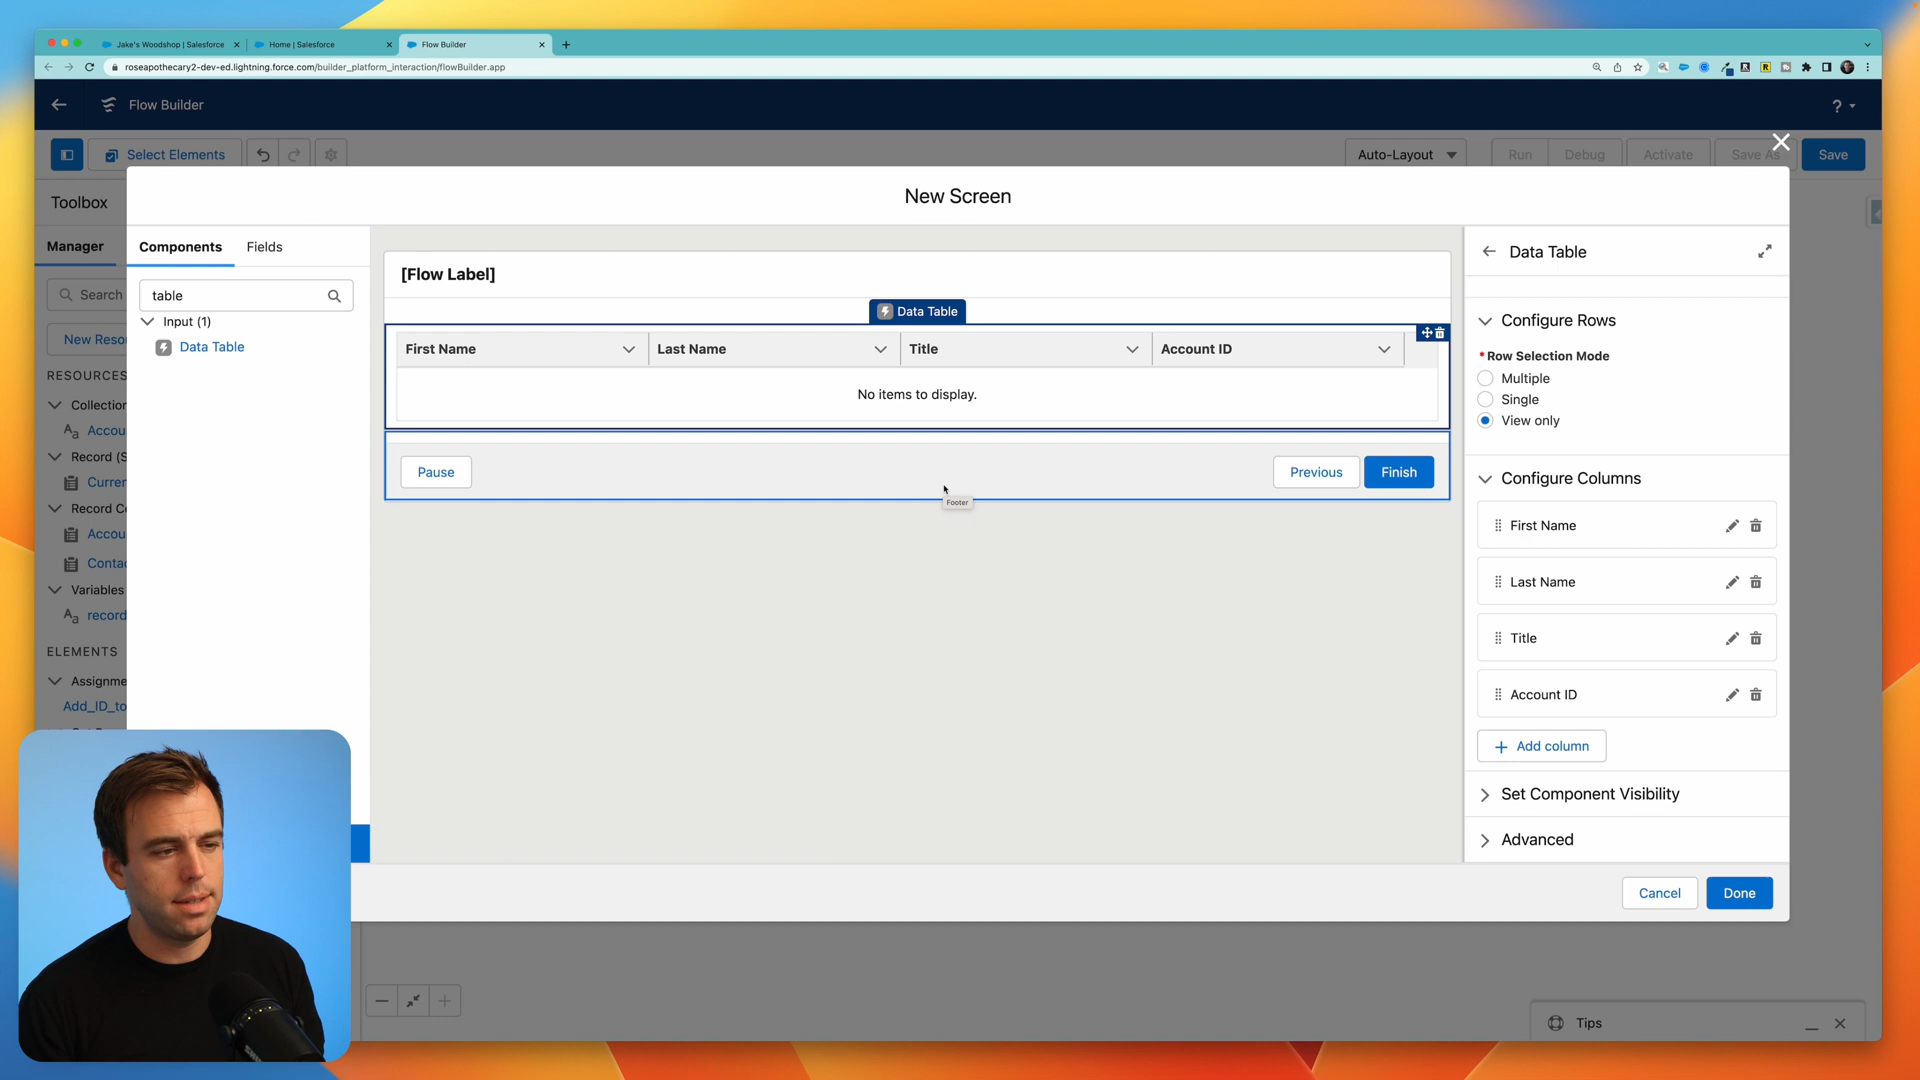 Jake's Woodshop | Salesforce
Home | Salesforce
Flow Builder
roseapothecary2-dev-ed.lightning.force.com/builder_platform_interaction/flowBuilder.app
Flow Builder
?
Select Elements
Auto-Layout
Run
Debug
Activate
Save As
Save
Toolbox
Manager
Search
New Reso
RESOURCES
Collection
Accou
Record (S
Curren
Record Co
Accou
Contac
Variables
record
ELEMENTS
Assignme
Add_ID_to
New Screen
Components
Fields
table
Input (1)
Data Table
[Flow Label]
Data Table
First Name
Last Name
Title
Account ID
No items to display.
Pause
Previous
Finish
Footer
Data Table
Configure Rows
* Row Selection Mode
Multiple
Single
View only
Configure Columns
First Name
Last Name
Title
Account ID
Add column
Set Component Visibility
Advanced
Cancel
Done
Tips